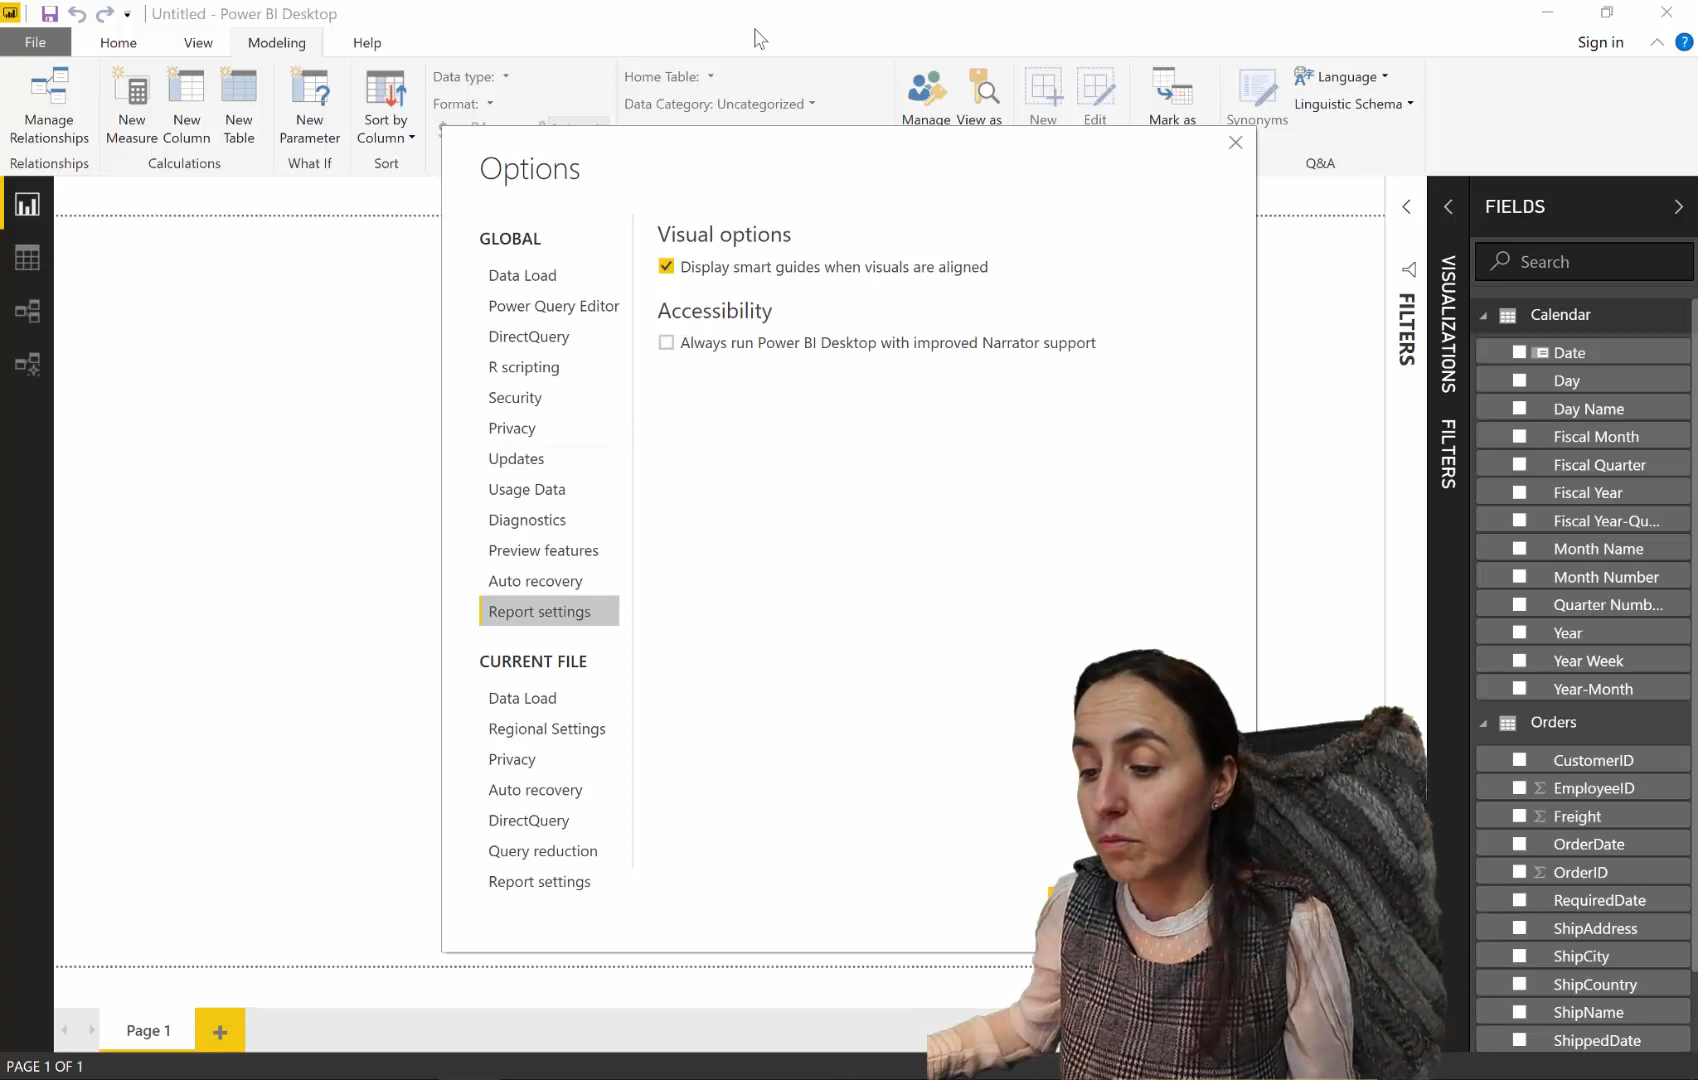 Untitled - Power BI Desktop
File
Home
View
Modeling
Help
Sign in
Manage Relationships
Relationships
New Measure
New Column
New Table
Calculations
New Parameter
What If
Sort by Column
Sort
Data type:
Format:
Home Table:
Data Category: Uncategorized
Manage
View as
New
Edit
Mark as
Synonyms
Language
Linguistic Schema
Q&A
Options
GLOBAL
Data Load
Power Query Editor
DirectQuery
R scripting
Security
Privacy
Updates
Usage Data
Diagnostics
Preview features
Auto recovery
Report settings
CURRENT FILE
Data Load
Regional Settings
Privacy
Auto recovery
DirectQuery
Query reduction
Report settings
Visual options
Display smart guides when visuals are aligned
Accessibility
Always run Power BI Desktop with improved Narrator support
FILTERS
VISUALIZATIONS
FILTERS
FIELDS
Search
Calendar
Date
Day
Day Name
Fiscal Month
Fiscal Quarter
Fiscal Year
Fiscal Year-Qu...
Month Name
Month Number
Quarter Numb...
Year
Year Week
Year-Month
Orders
CustomerID
EmployeeID
Freight
OrderDate
OrderID
RequiredDate
ShipAddress
ShipCity
ShipCountry
ShipName
ShippedDate
Page 1
PAGE 1 OF 1